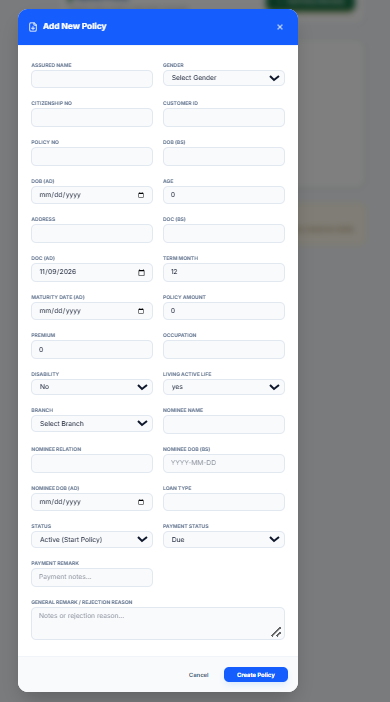 Add New Policy
ASSURED NAME
GENDER
Select Gender
CITIZENSHIP NO
CUSTOMER ID
POLICY NO
DOB (BS)
DOB (AD)
AGE
mm/dd/yyyy
0
ADDRESS
DOC (BS)
DOC (AD)
TERM MONTH
11/09/2026
12
MATURITY DATE (AD)
POLICY AMOUNT
mm/dd/yyyy
0
PREMIUM
OCCUPATION
0
DISABILITY
LIVING ACTIVE LIFE
No
yes
BRANCH
NOMINEE NAME
Select Branch
NOMINEE RELATION
NOMINEE DOB (BS)
YYYY-MM-DD
NOMINEE DOB (AD)
LOAN TYPE
mm/dd/yyyy
STATUS
PAYMENT STATUS
Active (Start Policy)
Due
PAYMENT REMARK
Payment notes...
GENERAL REMARK / REJECTION REASON
Notes or rejection reason...
Cancel
Create Policy